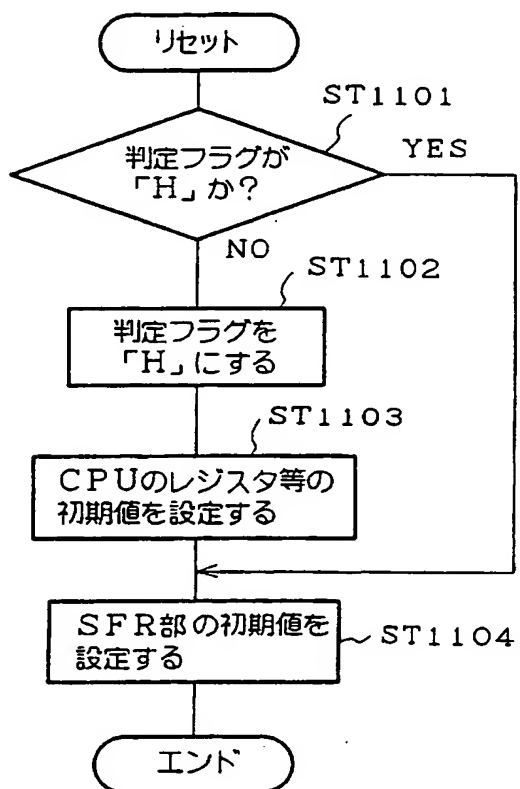 リセット
ST1101
判定フラグが
「H」か?
YES
NO
ST1102
判定フラグを
「H」にする
ST1103
CPUのレジスタ等の
初期値を設定する
SFR部の初期値を
設定する
ST1104
エンド